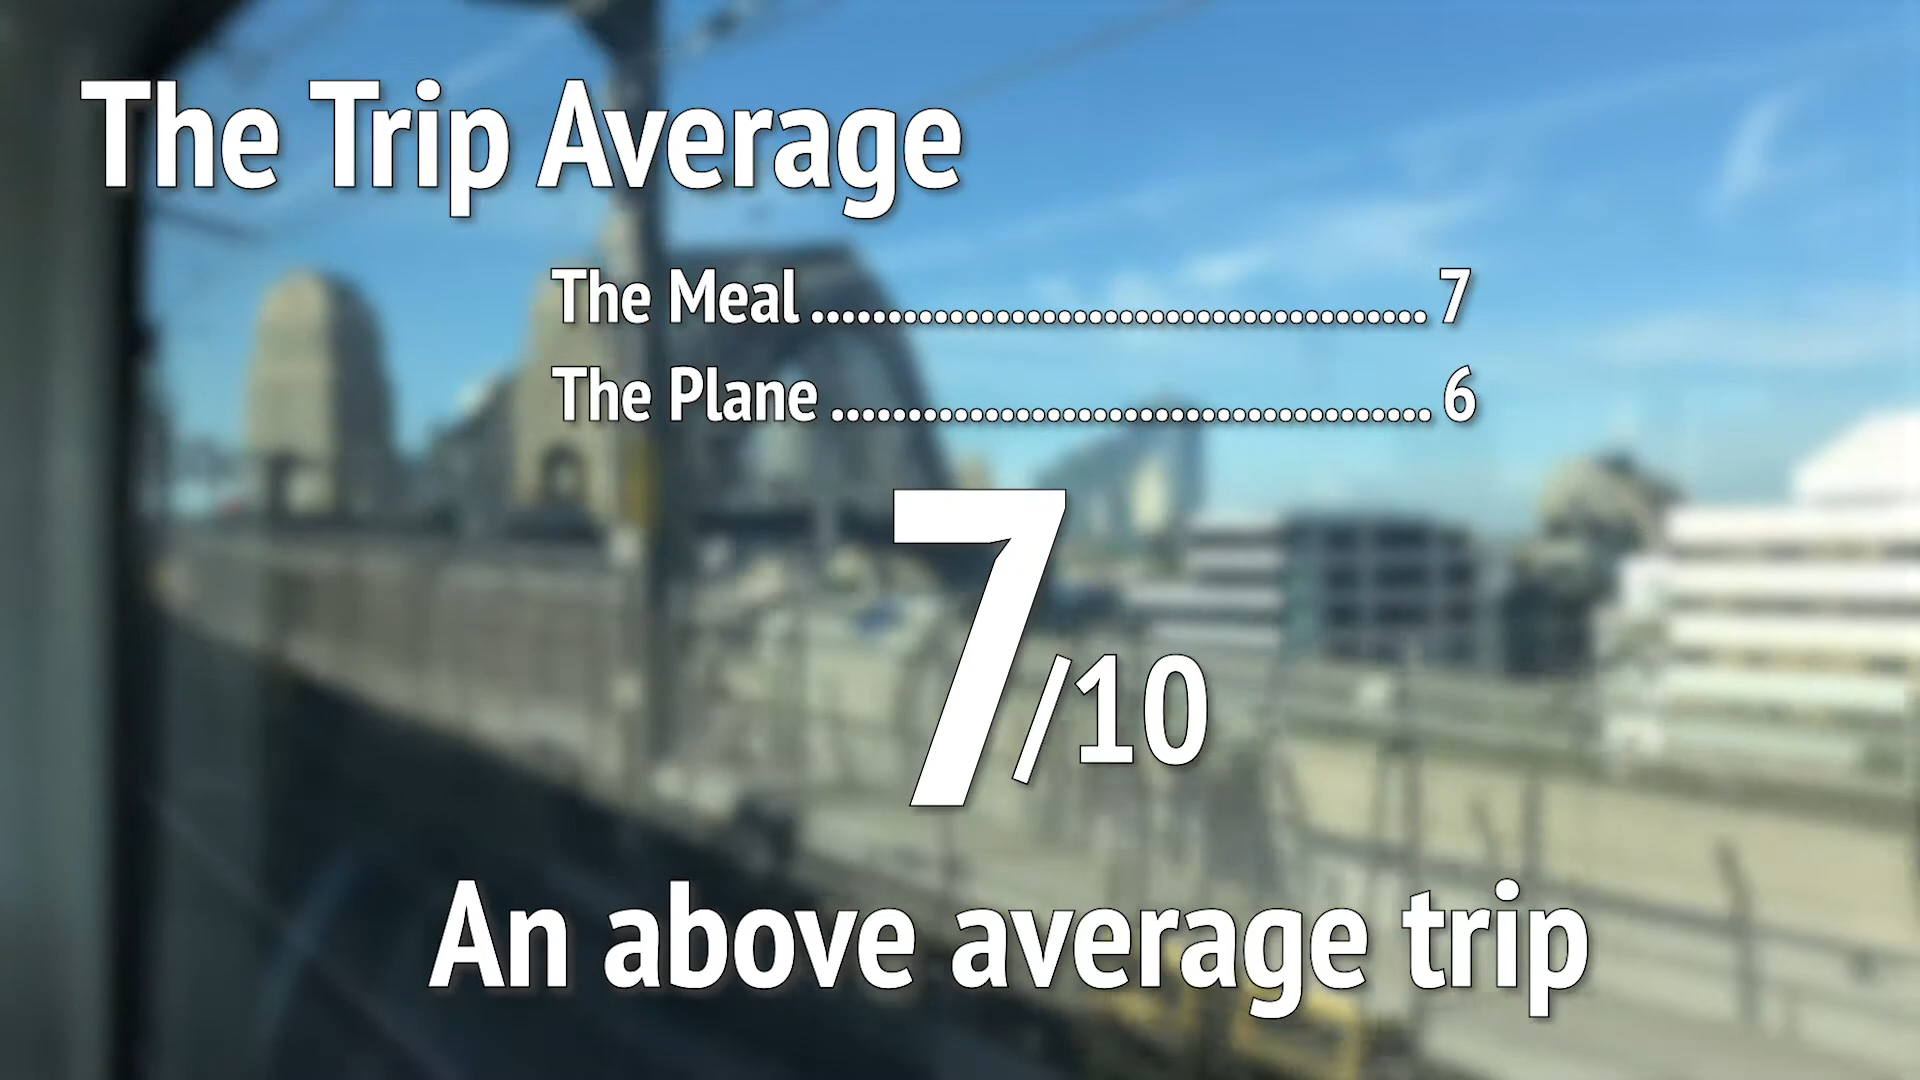 The Trip Average
The Meal ........................................ 7
The Plane ....................................... 6
7/10
An above average trip